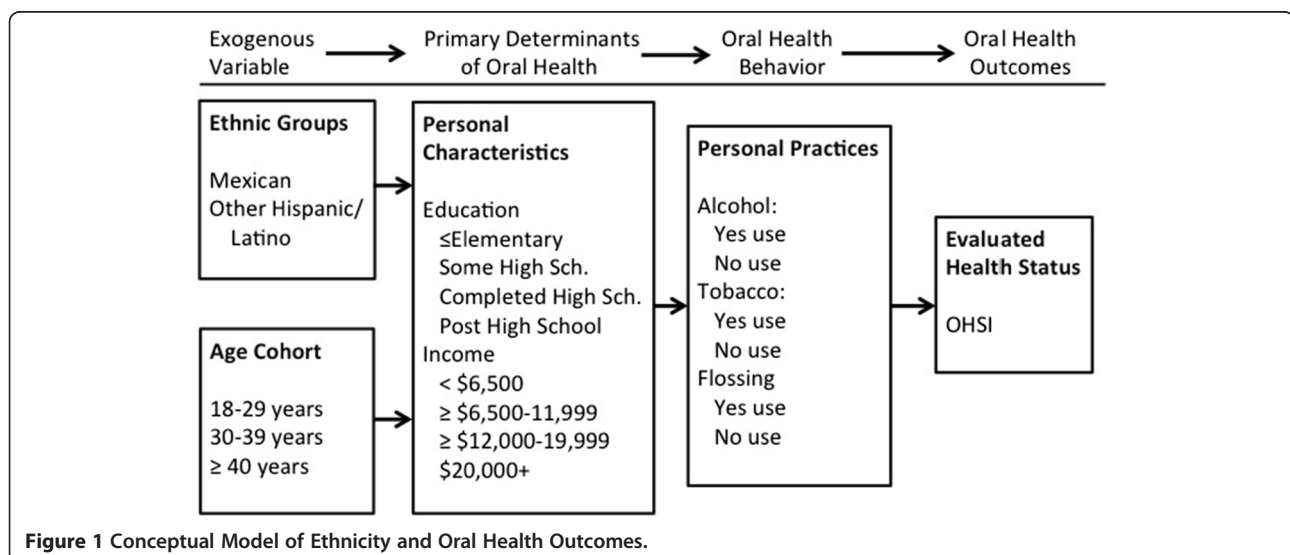 Exogenous
Variable
Primary Determinants
of Oral Health
Oral Health
Behavior
Oral Health
Outcomes
Ethnic Groups
Mexican
Other Hispanic/
Latino
Age Cohort
18-29 years
30-39 years
≥ 40 years
Personal
Characteristics
Education
≤Elementary
Some High Sch.
Completed High Sch.
Post High School
Income
< $6,500
≥ $6,500-11,999
≥ $12,000-19,999
$20,000+
Personal Practices
Alcohol:
Yes use
No use
Tobacco:
Yes use
No use
Flossing
Yes use
No use
Evaluated
Health Status
OHSI
Figure 1 Conceptual Model of Ethnicity and Oral Health Outcomes.